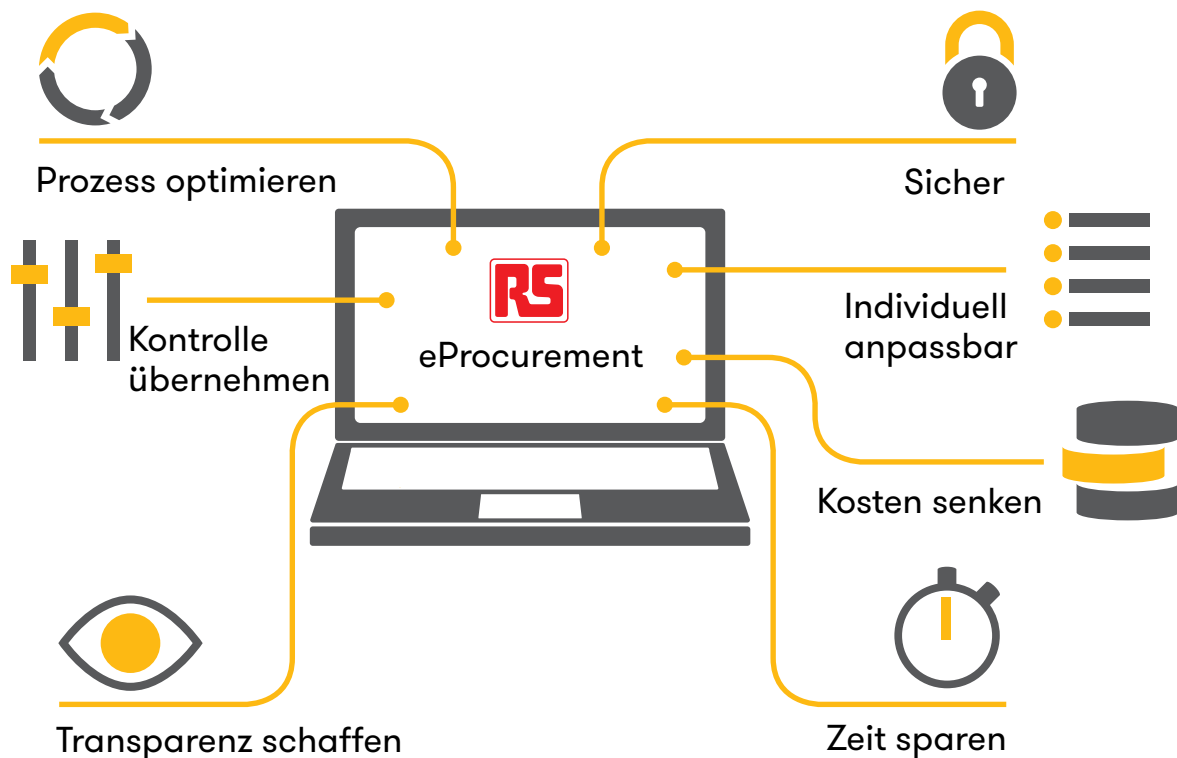 Prozess optimieren
Sicher
Kontrolle
übernehmen
RS
eProcurement
Individuell
anpassbar
Kosten senken
Transparenz schaffen
Zeit sparen